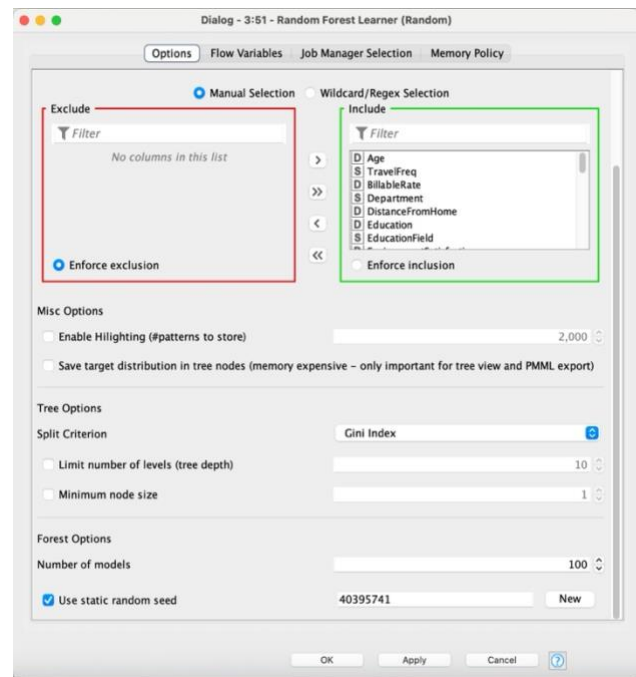 Dialog - 3:51 - Random Forest Learner (Random)
Options Flow Variables Job Manager Selection Memory Policy
Manual Selection Wildcard/Regex Selection
Exclude
Filter
No columns in this list
Enforce exclusion
>
»
<
«
Include
Filter
D Age
S TravelFreq
D BillableRate
S Department
D DistanceFromHome
D Education
S EducationField
Enforce inclusion
Misc Options
Enable Hilighting (#patterns to store) 2,000
Save target distribution in tree nodes (memory expensive - only important for tree view and PMML export)
Tree Options
Split Criterion Gini Index
Limit number of levels (tree depth) 10
Minimum node size 1
Forest Options
Number of models 100
Use static random seed 40395741 New
OK Apply Cancel ?